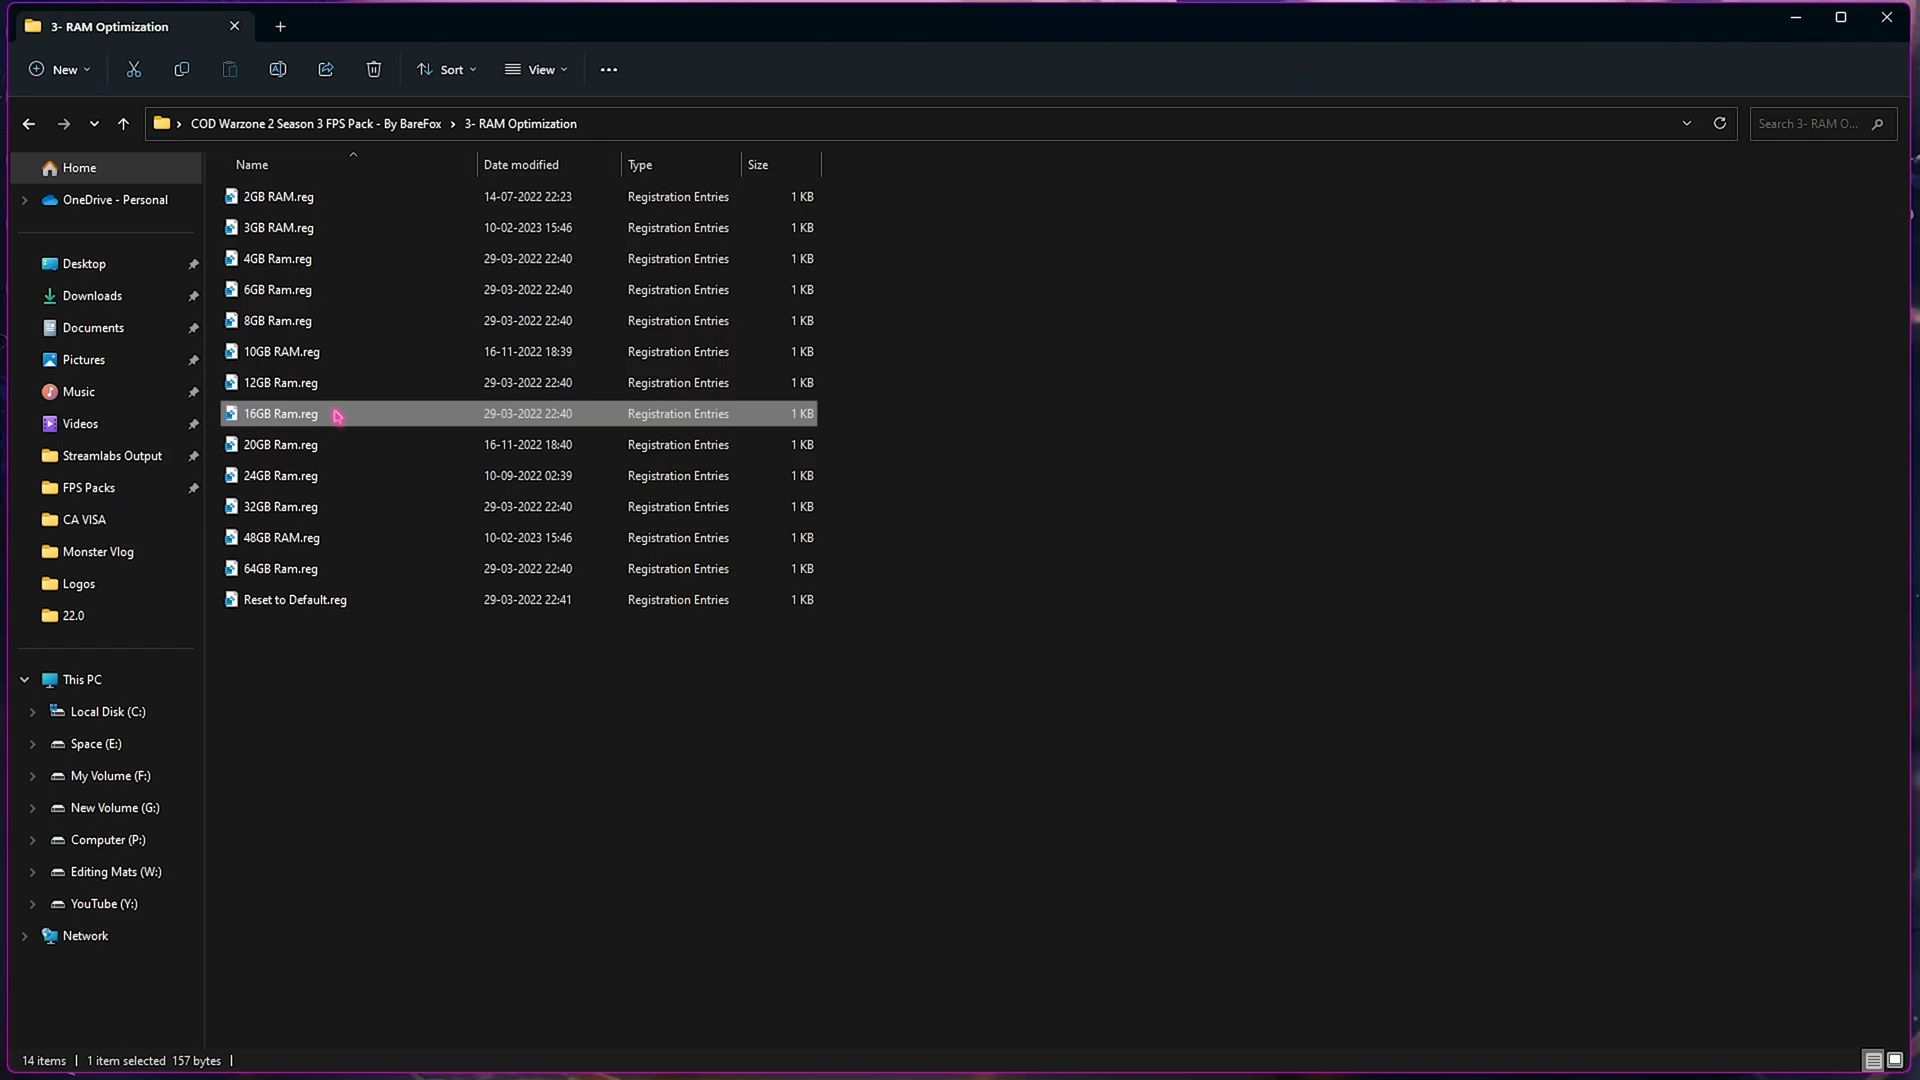 3- RAM Optimization
New
Sort
View
COD Warzone 2 Season 3 FPS Pack - By BareFox > 3- RAM Optimization
Search 3- RAM O...
Home
OneDrive - Personal
Desktop
Downloads
Documents
Pictures
Music
Videos
Streamlabs Output
FPS Packs
CA VISA
Monster Vlog
Logos
22.0
This PC
Local Disk (C:)
Space (E:)
My Volume (F:)
New Volume (G:)
Computer (P:)
Editing Mats (W:)
YouTube (Y:)
Network
Name Date modified Type Size
2GB RAM.reg 14-07-2022 22:23 Registration Entries 1 KB
3GB RAM.reg 10-02-2023 15:46 Registration Entries 1 KB
4GB Ram.reg 29-03-2022 22:40 Registration Entries 1 KB
6GB Ram.reg 29-03-2022 22:40 Registration Entries 1 KB
8GB Ram.reg 29-03-2022 22:40 Registration Entries 1 KB
10GB RAM.reg 16-11-2022 18:39 Registration Entries 1 KB
12GB Ram.reg 29-03-2022 22:40 Registration Entries 1 KB
16GB Ram.reg 29-03-2022 22:40 Registration Entries 1 KB
20GB Ram.reg 16-11-2022 18:40 Registration Entries 1 KB
24GB Ram.reg 10-09-2022 02:39 Registration Entries 1 KB
32GB Ram.reg 29-03-2022 22:40 Registration Entries 1 KB
48GB RAM.reg 10-02-2023 15:46 Registration Entries 1 KB
64GB Ram.reg 29-03-2022 22:40 Registration Entries 1 KB
Reset to Default.reg 29-03-2022 22:41 Registration Entries 1 KB
14 items | 1 item selected 157 bytes |